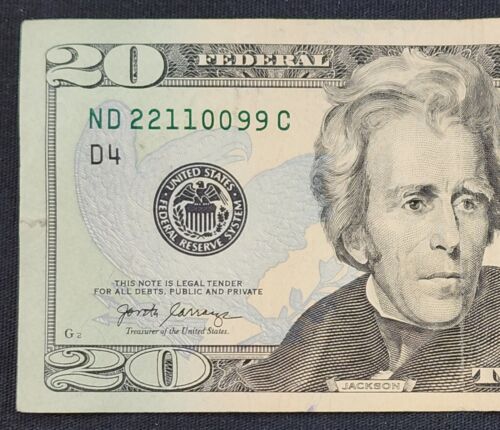 20
FEDERAL
ND 22110099 C
D4
UNITED STATES
FEDERAL RESERVE SYSTEM
THIS NOTE IS LEGAL TENDER
FOR ALL DEBTS, PUBLIC AND PRIVATE
Treasurer of the United States.
G2
20
JACKSON